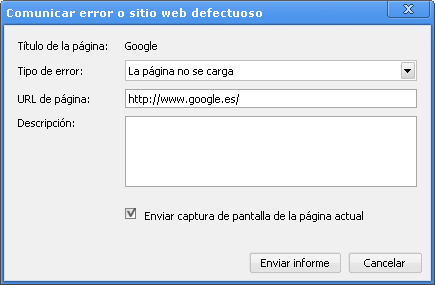 Comunicar error o sitio web defectuoso
Título de la página: Google
Tipo de error: La página no se carga
URL de página: http://www.google.es/
Descripción:
Enviar captura de pantalla de la página actual
Enviar informe Cancelar